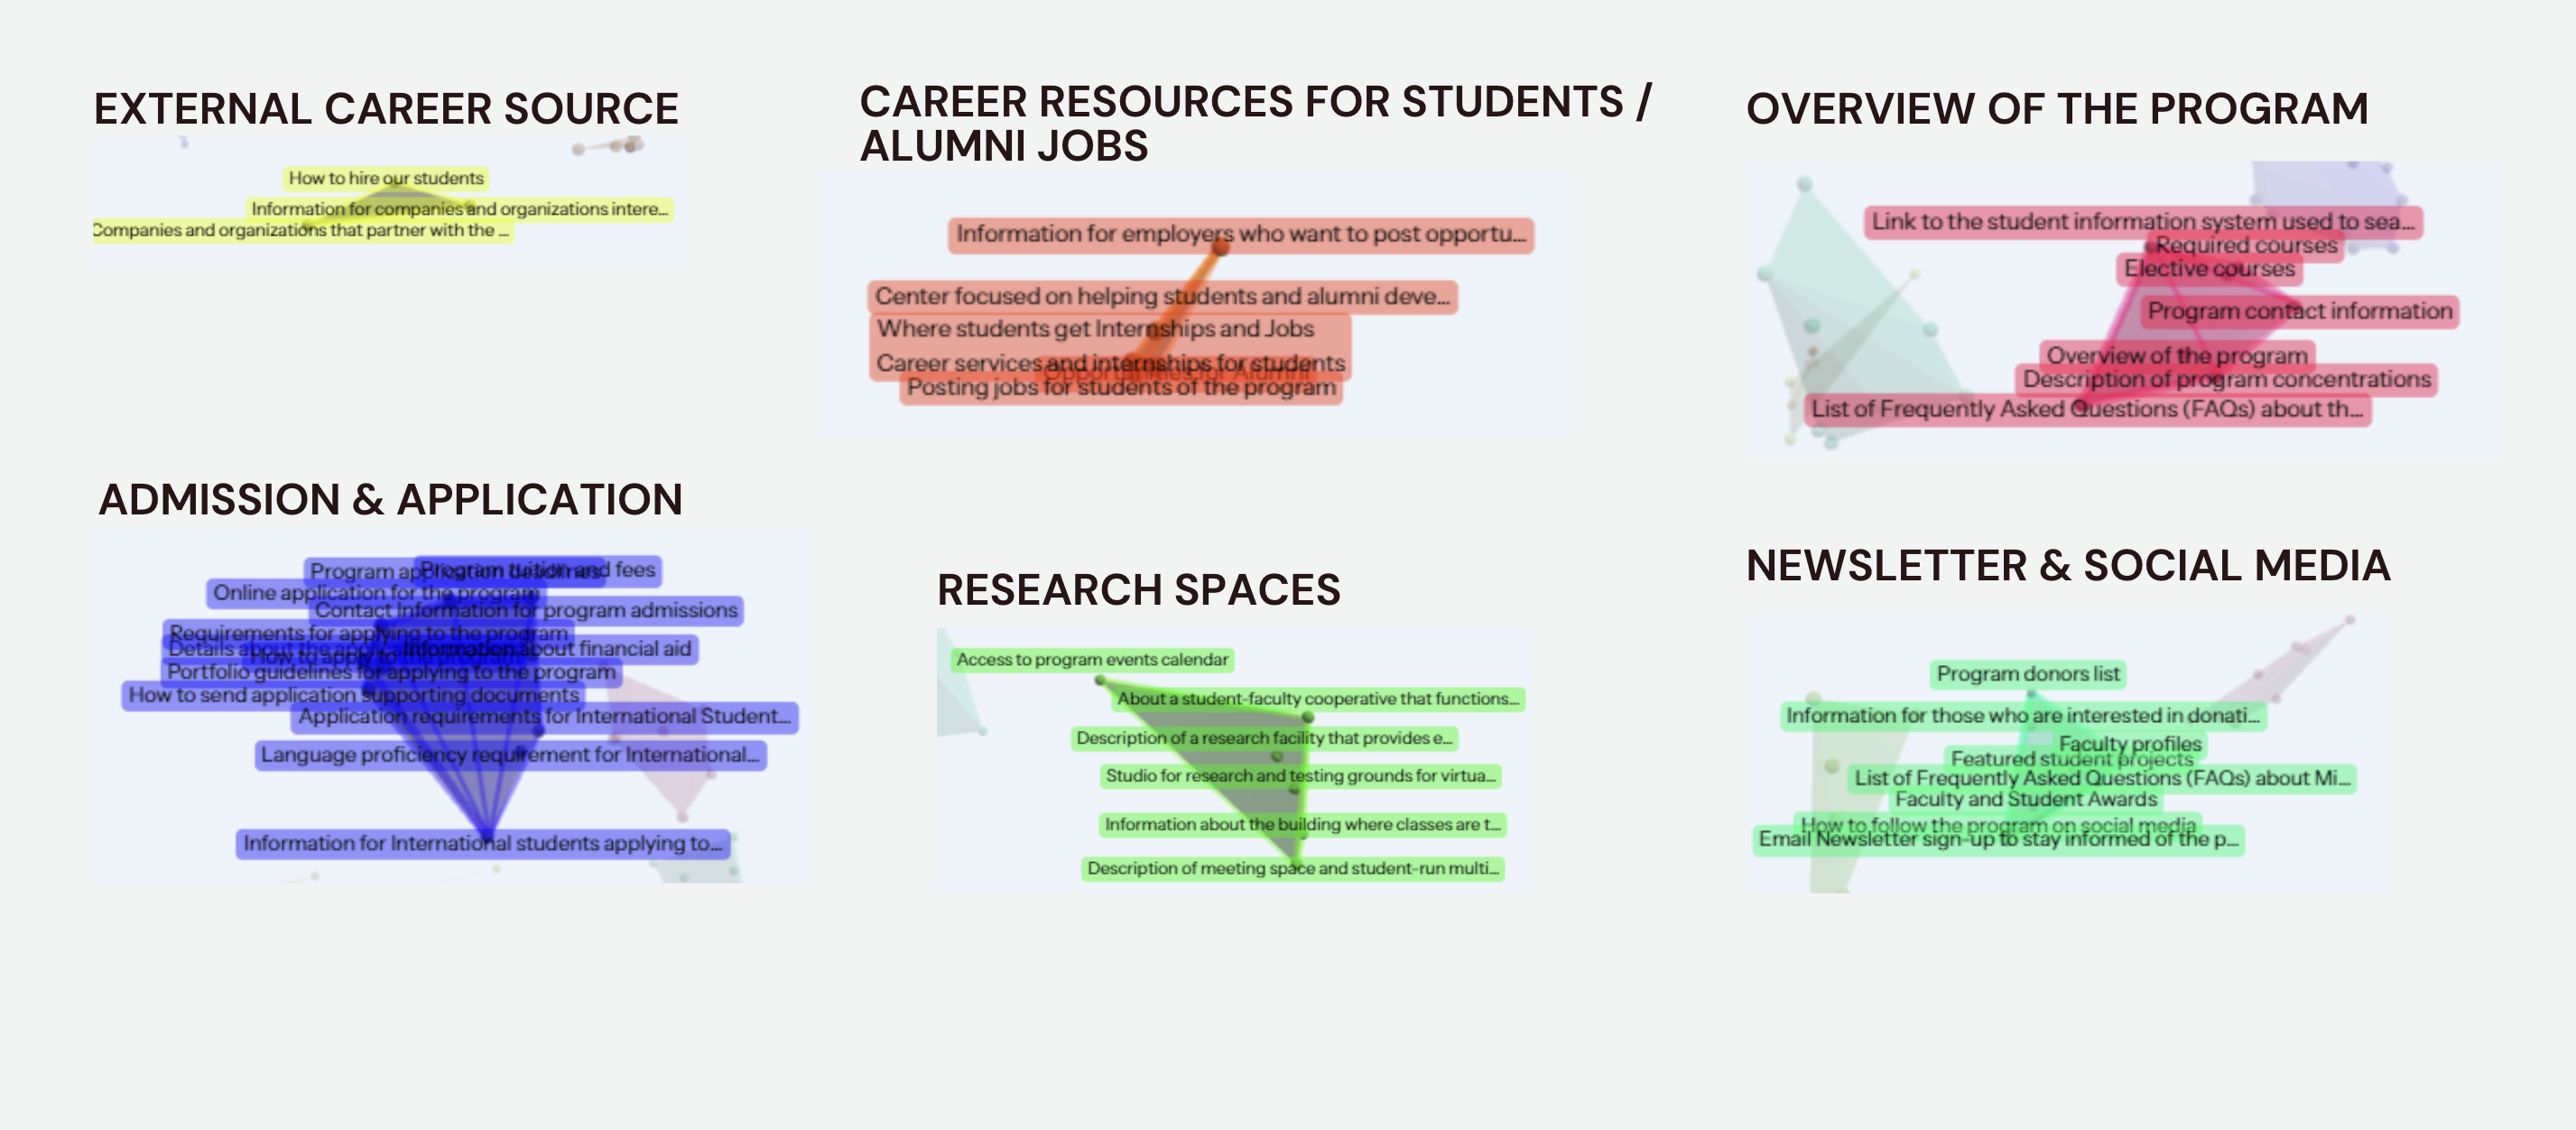 EXTERNAL CAREER SOURCE
How to hire our students
Information for companies and organizations intere...
Companies and organizations that partner with the ...
CAREER RESOURCES FOR STUDENTS /
ALUMNI JOBS
Information for employers who want to post opportu...
Center focused on helping students and alumni deve...
Where students get Internships and Jobs
Career services and internships for students
Opportunities for Alumni
Posting jobs for students of the program
OVERVIEW OF THE PROGRAM
Link to the student information system used to sea...
Required courses
Elective courses
Program contact information
Overview of the program
Description of program concentrations
List of Frequently Asked Questions (FAQs) about th...
ADMISSION & APPLICATION
Program application deadlines
Program tuition and fees
Online application for the program
Contact Information for program admissions
Requirements for applying to the program
Details about the
Information about financial aid
How to apply to the program
Portfolio guidelines for applying to the program
How to send application supporting documents
Application requirements for International Student...
Language proficiency requirement for International...
Information for International students applying to...
RESEARCH SPACES
Access to program events calendar
About a student-faculty cooperative that functions...
Description of a research facility that provides e...
Studio for research and testing grounds for virtua...
Information about the building where classes are t...
Description of meeting space and student-run multi...
NEWSLETTER & SOCIAL MEDIA
Program donors list
Information for those who are interested in donati...
Faculty profiles
Featured student projects
List of Frequently Asked Questions (FAQs) about Mi...
Faculty and Student Awards
How to follow the program on social media
Email Newsletter sign-up to stay informed of the p...